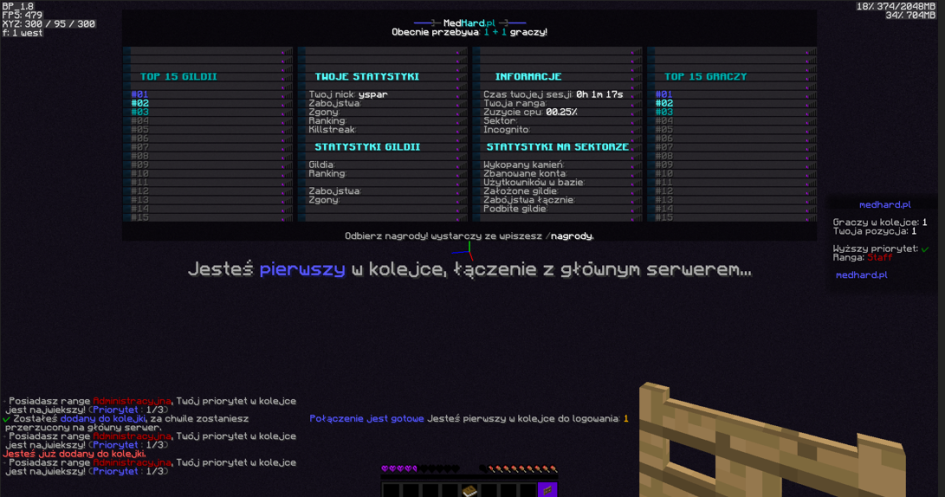 BP_1.8
FPS: 479
XYZ: 300 / 95 / 300
f: 1 west
18% 374/2048MB
34% 704MB
MedHard.pl
Obecnie przebywa: 1 + 1 graczy!
TOP 15 GILDII
#01
#02
#03
#04
#05
#06
#07
#08
#09
#10
#11
#12
#13
#14
#15
TWOJE STATYSTYKI
Twoj nick: yspar
Zabojstwa:
Zgony:
Ranking:
Killstreak:
STATYSTYKI GILDII
Gildia:
Ranking:
Zabojstwa:
Zgony:
INFORMACJE
Czas twojej sesji: 0h 1m 17s
Twoja ranga:
Zuzycie cpu: 00.25%
Sektor:
Incognito:
STATYSTYKI NA SEKTORZE
Wykopany kamień:
Zbanowane konta:
Użytkowników w bazie:
Założone gildie:
Zabójstwa łącznie:
Podbite gildie:
TOP 15 GRACZY
#01
#02
#03
#04
#05
#06
#07
#08
#09
#10
#11
#12
#13
#14
#15
Odbierz nagrody! wystarczy ze wpiszesz /nagrody.
Jesteś pierwszy w kolejce, łączenie z głównym serwerem...
medhard.pl
Graczy w kolejce: 1
Twoja pozycja: 1
Wyższy priorytet: ✓
Ranga: Staff
medhard.pl
· Posiadasz range Administracyjna, Twój priorytet w kolejce
jest największy! (Priorytet : 1/3)
✓ Zostałeś dodany do kolejki, za chwile zostaniesz
przerzucony na główny serwer.
· Posiadasz range Administracyjna, Twój priorytet w kolejce
jest największy! (Priorytet : 1/3)
Jesteś już dodany do kolejki.
· Posiadasz range Administracyjna, Twój priorytet w kolejce
jest największy! (Priorytet : 1/3)
Połączenie jest gotowe Jesteś pierwszy w kolejce do logowania: 1